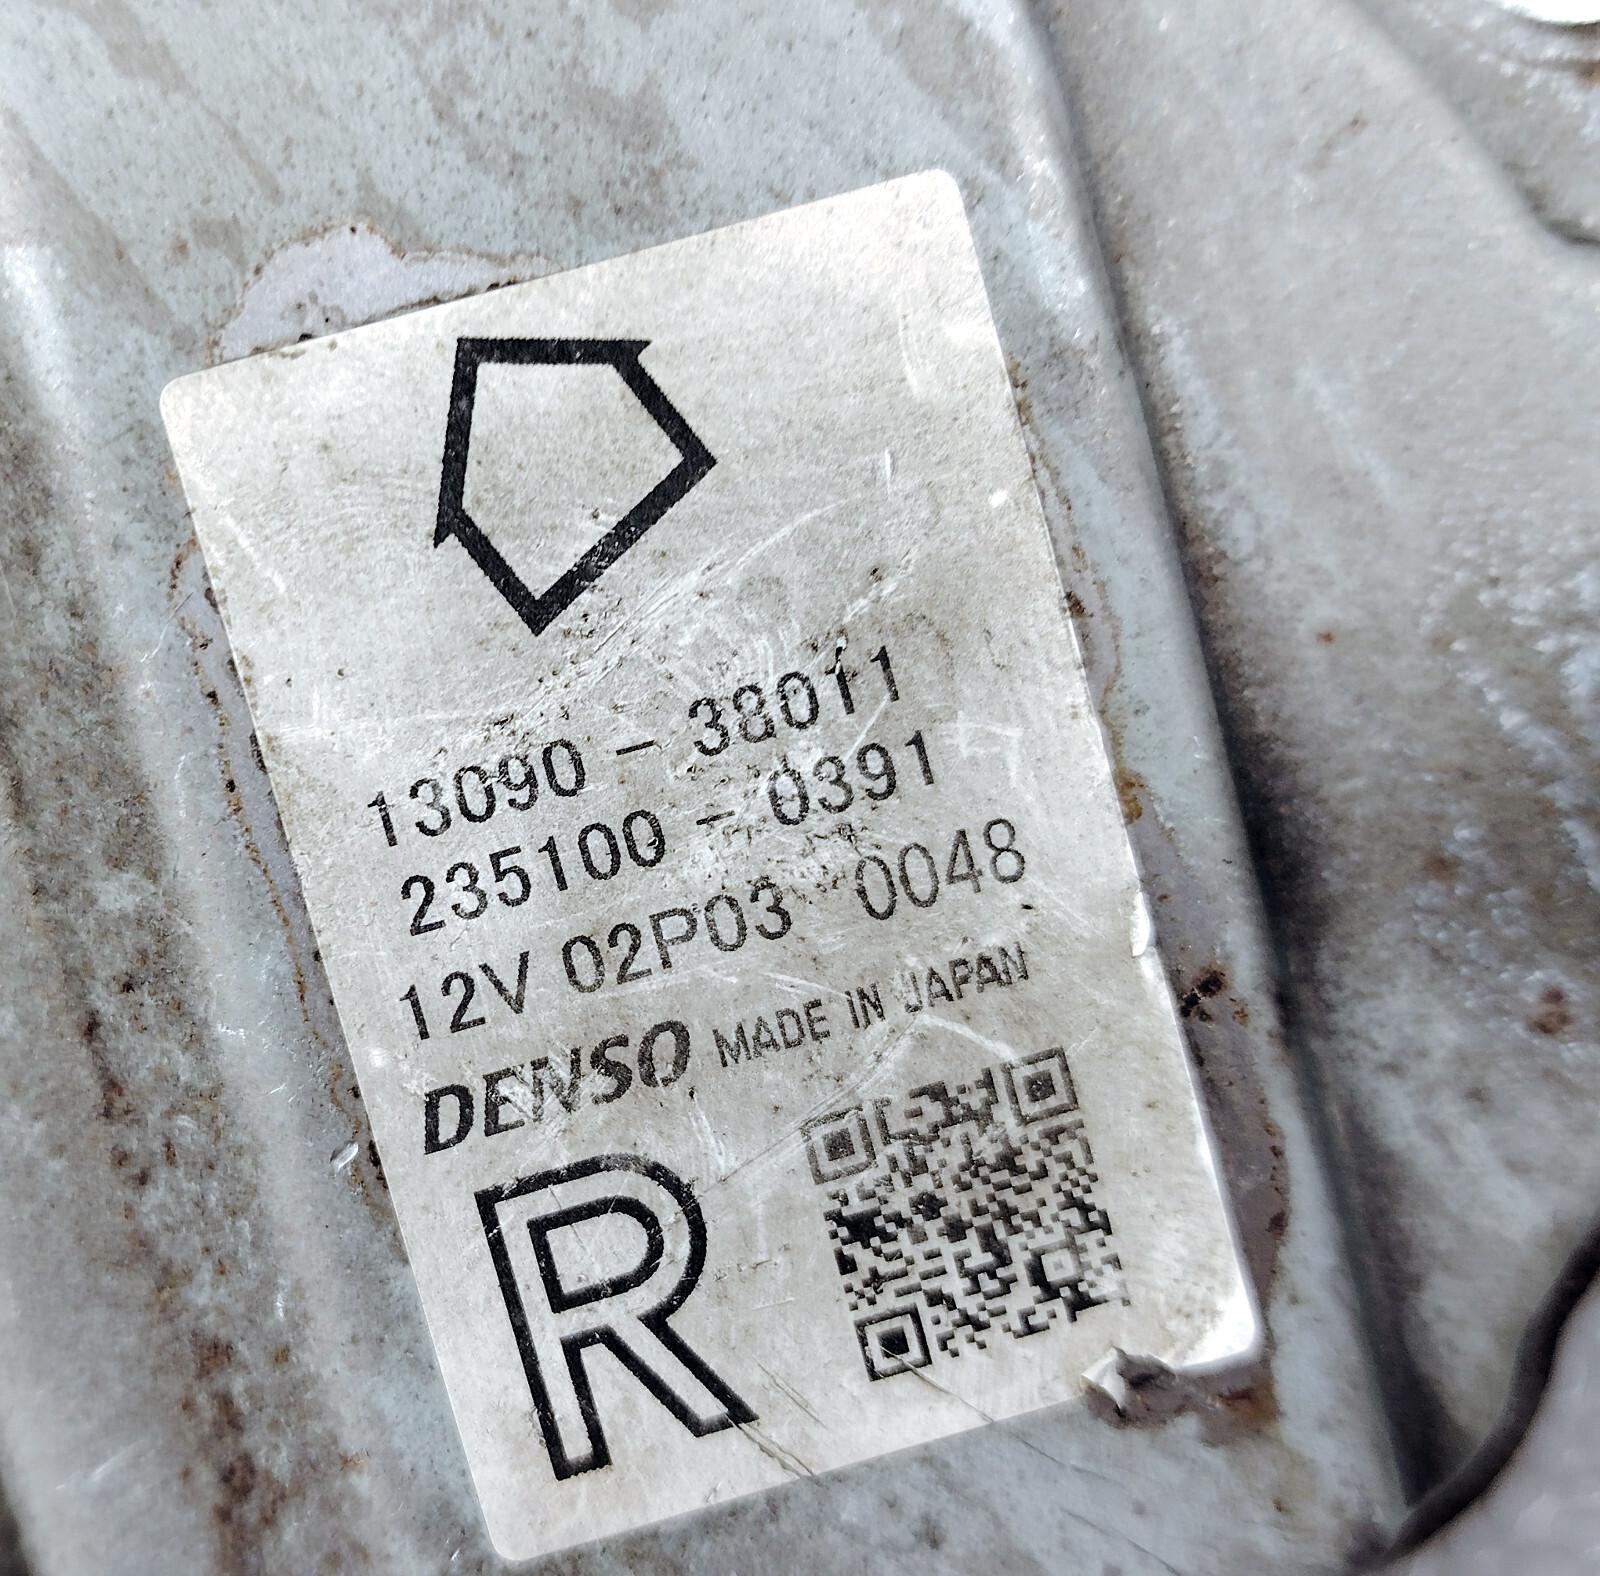 13090 - 38011
235100 - 0391
12V 02P03 0048
DENSO MADE IN JAPAN
R